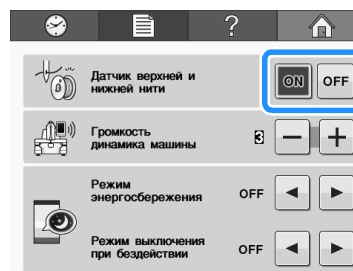 ?
Датчик верхней и
нижней нити
ON OFF
Громкость
динамика машины
3 − +
Режим
энергосбережения
OFF
Режим выключения
при бездействии
OFF